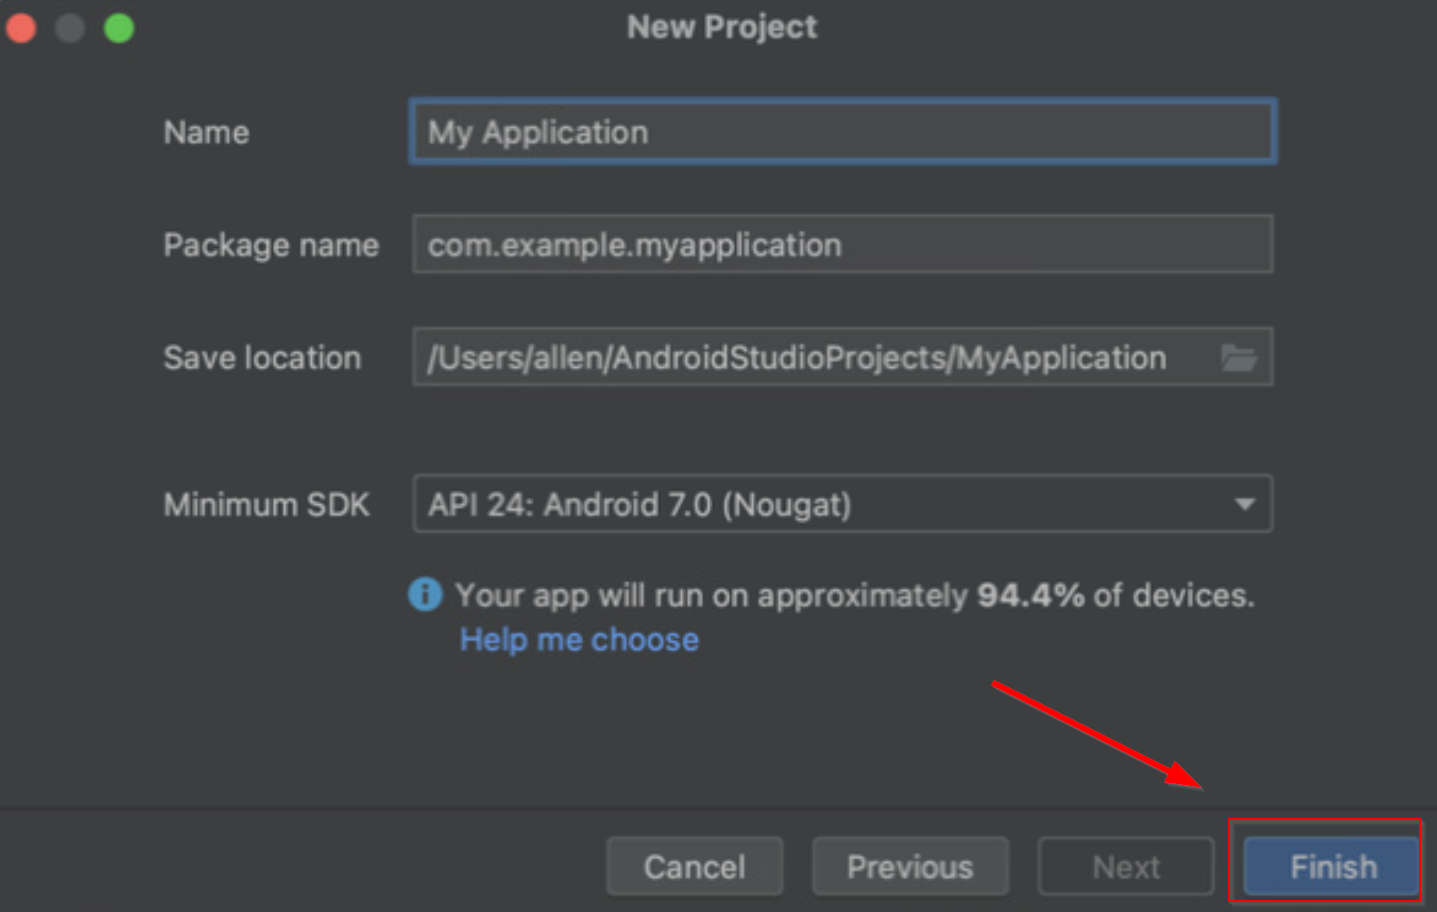 New Project
Name
My Application
Package name
com.example.myapplication
Save location
/Users/allen/AndroidStudioProjects/MyApplication
Minimum SDK
API 24: Android 7.0 (Nougat)
Your app will run on approximately 94.4% of devices.
Help me choose
Cancel
Previous
Next
Finish